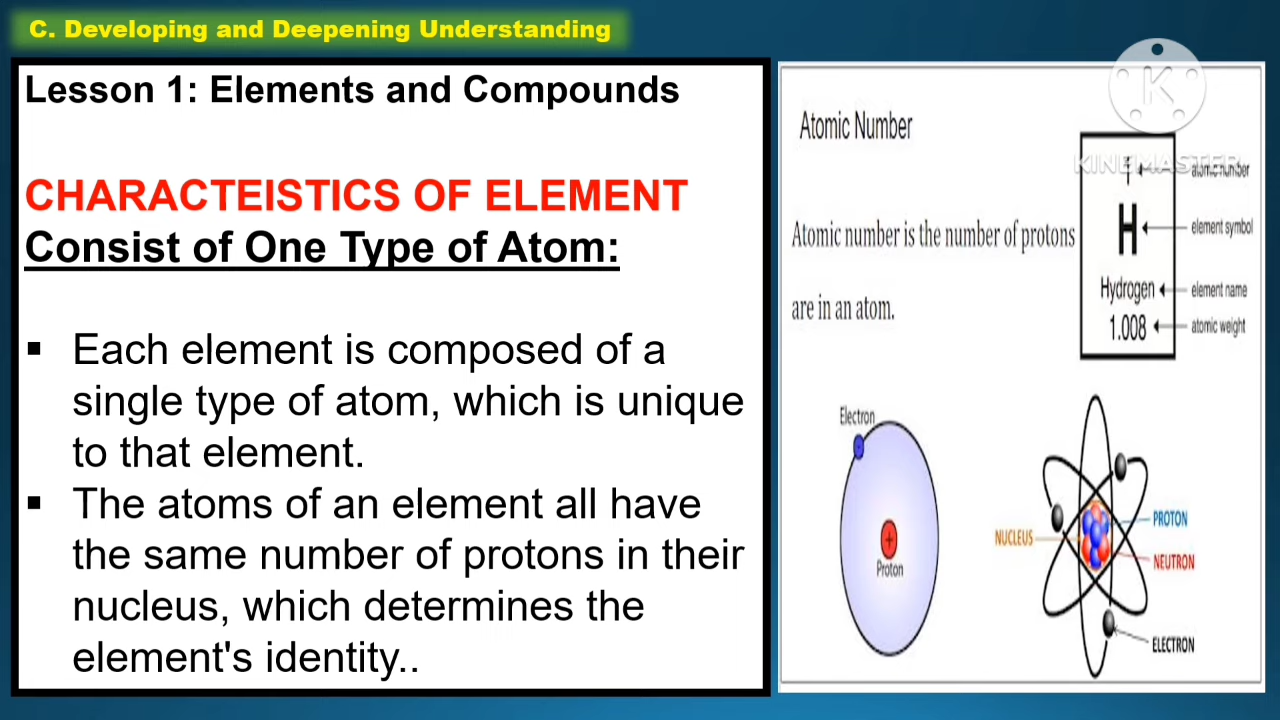 C. Developing and Deepening Understanding
Lesson 1: Elements and Compounds
CHARACTEISTICS OF ELEMENT
Consist of One Type of Atom:
▪ Each element is composed of a
single type of atom, which is unique
to that element.
▪ The atoms of an element all have
the same number of protons in their
nucleus, which determines the
element's identity..
K
KINEMASTER
Atomic Number
Atomic number is the number of protons
are in an atom.
1
atomic number
H
element symbol
Hydrogen
element name
1.008
atomic weight
Electron
-
+
Proton
NUCLEUS
PROTON
NEUTRON
ELECTRON